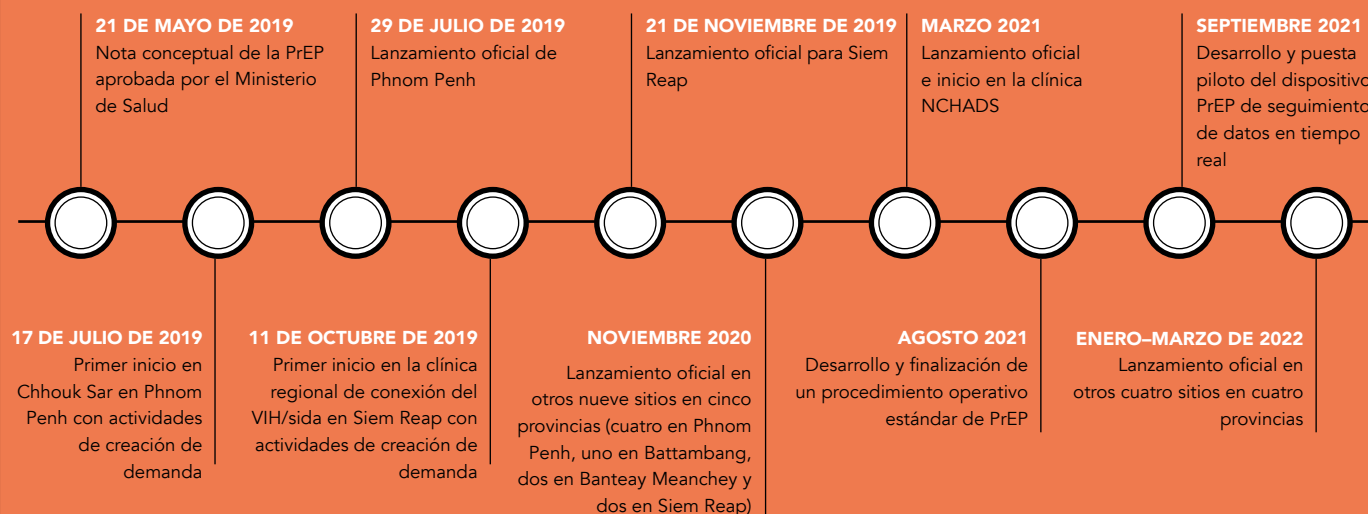 21 DE MAYO DE 2019
Nota conceptual de la PrEP
aprobada por el Ministerio
de Salud
29 DE JULIO DE 2019
Lanzamiento oficial de
Phnom Penh
21 DE NOVIEMBRE DE 2019
Lanzamiento oficial para Siem
Reap
MARZO 2021
Lanzamiento oficial
e inicio en la clínica
NCHADS
SEPTIEMBRE 2021
Desarrollo y puesta
piloto del dispositivo
PrEP de seguimiento
de datos en tiempo
real
17 DE JULIO DE 2019
Primer inicio en
Chhouk Sar en Phnom
Penh con actividades
de creación de
demanda
11 DE OCTUBRE DE 2019
Primer inicio en la clínica
regional de conexión del
VIH/sida en Siem Reap con
actividades de creación de
demanda
NOVIEMBRE 2020
Lanzamiento oficial en
otros nueve sitios en cinco
provincias (cuatro en Phnom
Penh, uno en Battambang,
dos en Banteay Meanchey y
dos en Siem Reap)
AGOSTO 2021
Desarrollo y finalización de
un procedimiento operativo
estándar de PrEP
ENERO–MARZO DE 2022
Lanzamiento oficial en
otros cuatro sitios en cuatro
provincias